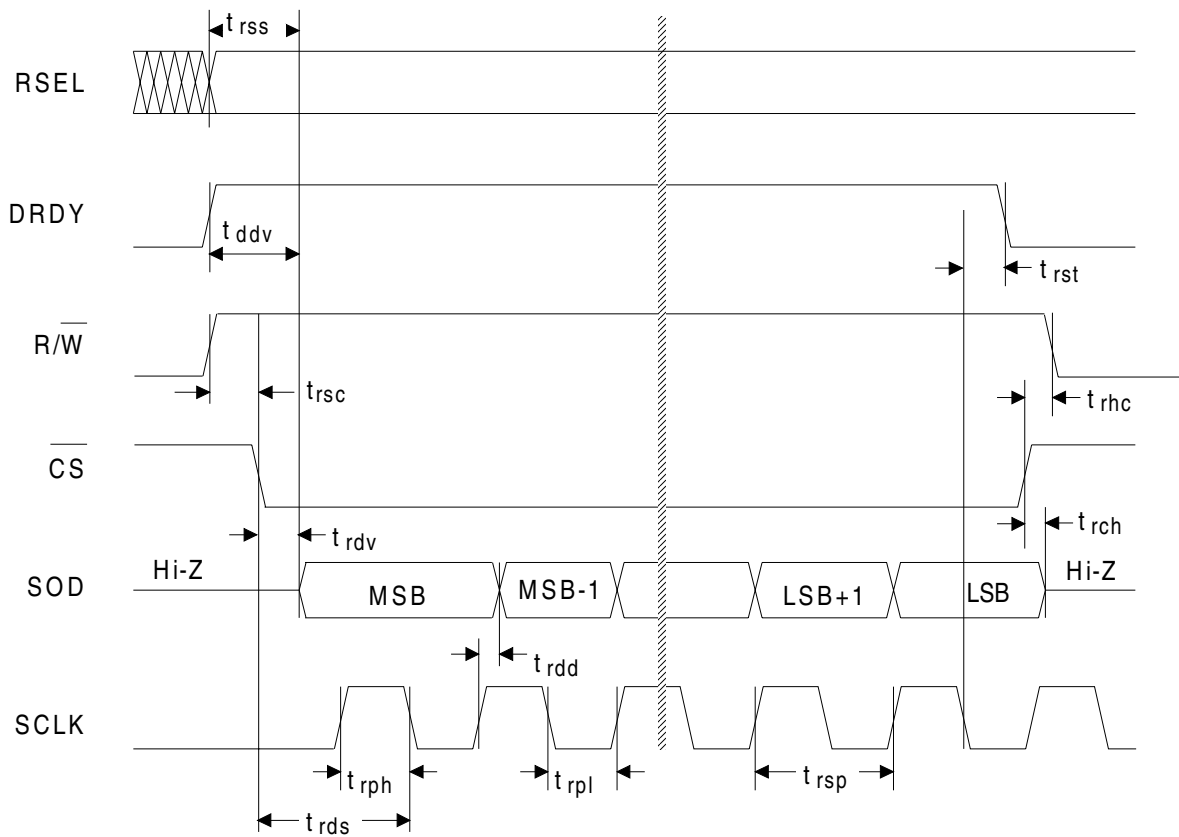 t rss
RSEL
DRDY
t ddv
t rst
R/W̅
t rsc
t rhc
C̅S̅
t rdv
t rch
Hi-Z
Hi-Z
SOD
MSB
MSB-1
LSB+1
LSB
t rdd
SCLK
t rph
t rpl
t rsp
t rds